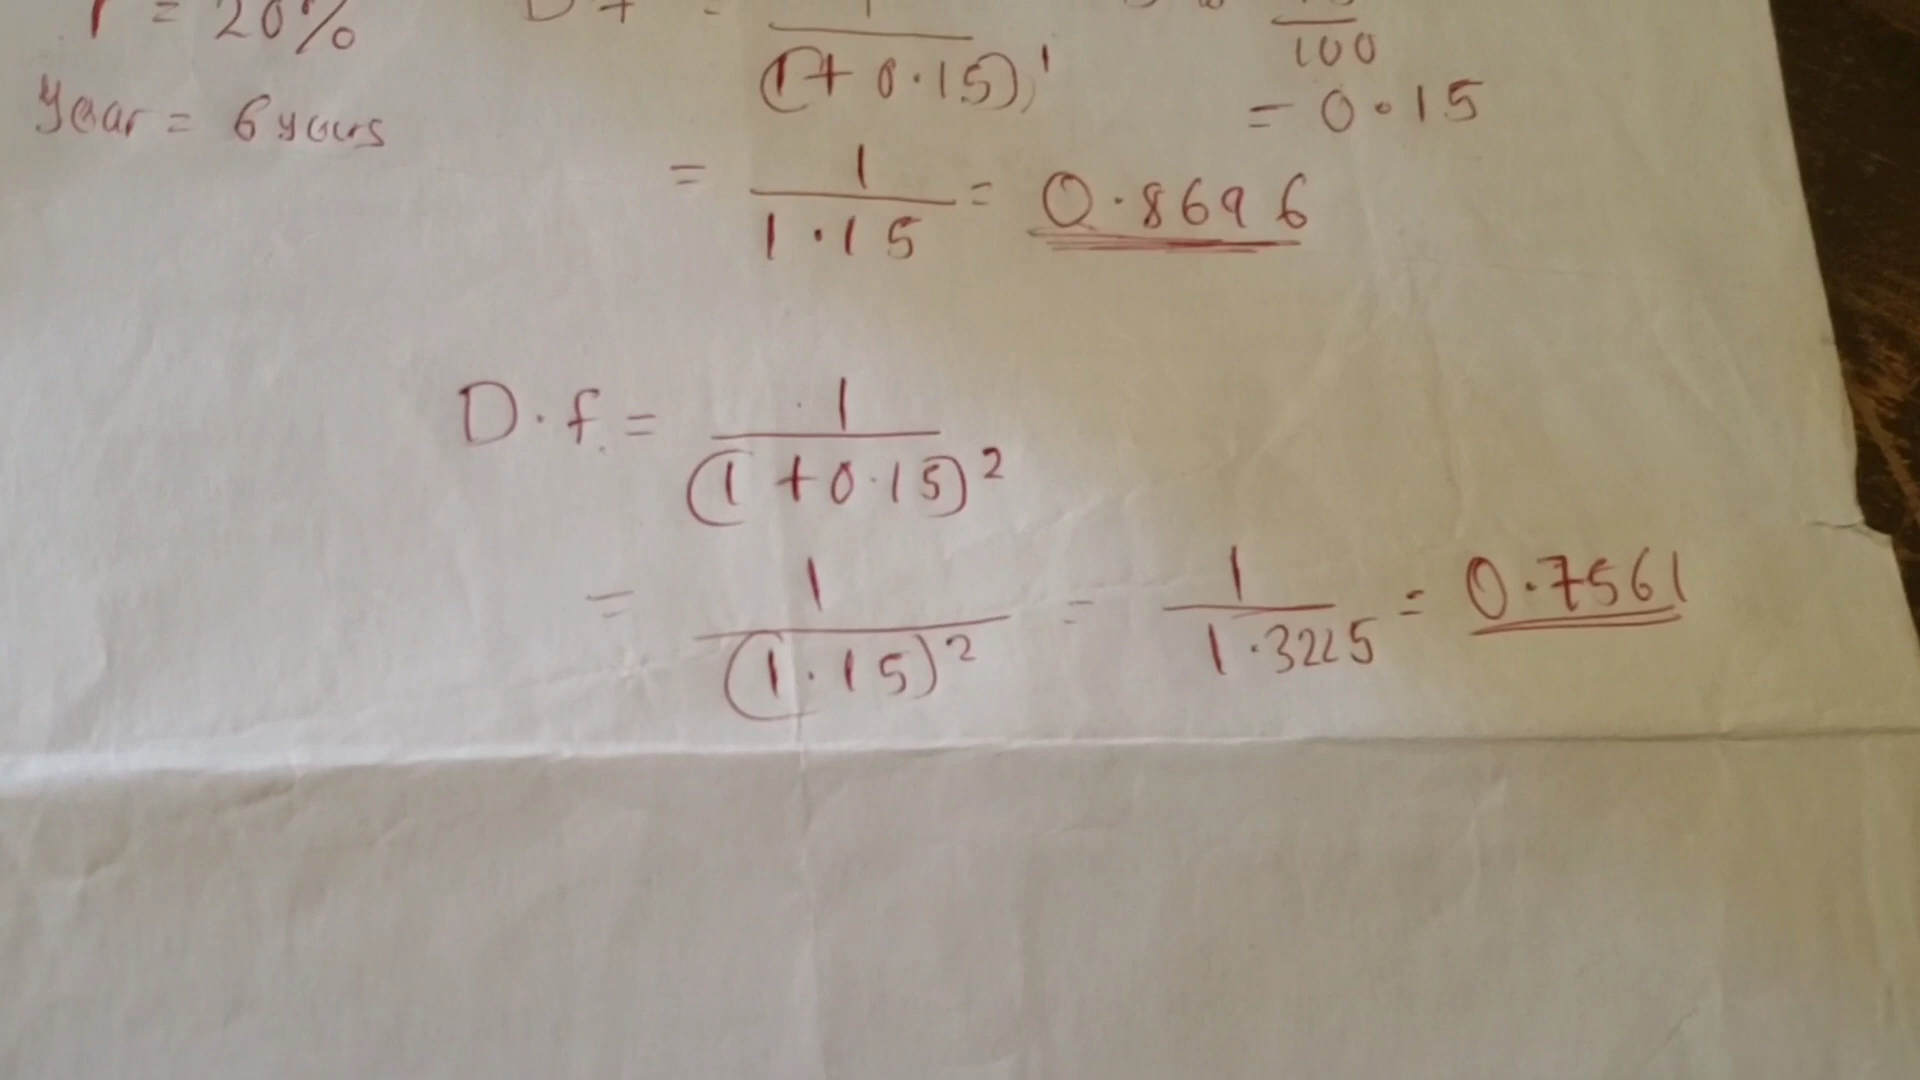 r = 20%
D f = 1
100
(1 + 0.15)1
= 0.15
Year = 6 years
= 1
1.15 = 0.8696
D.f = 1
(1 + 0.15)2
= 1 = 1 = 0.7561
(1.15)2 1.3225